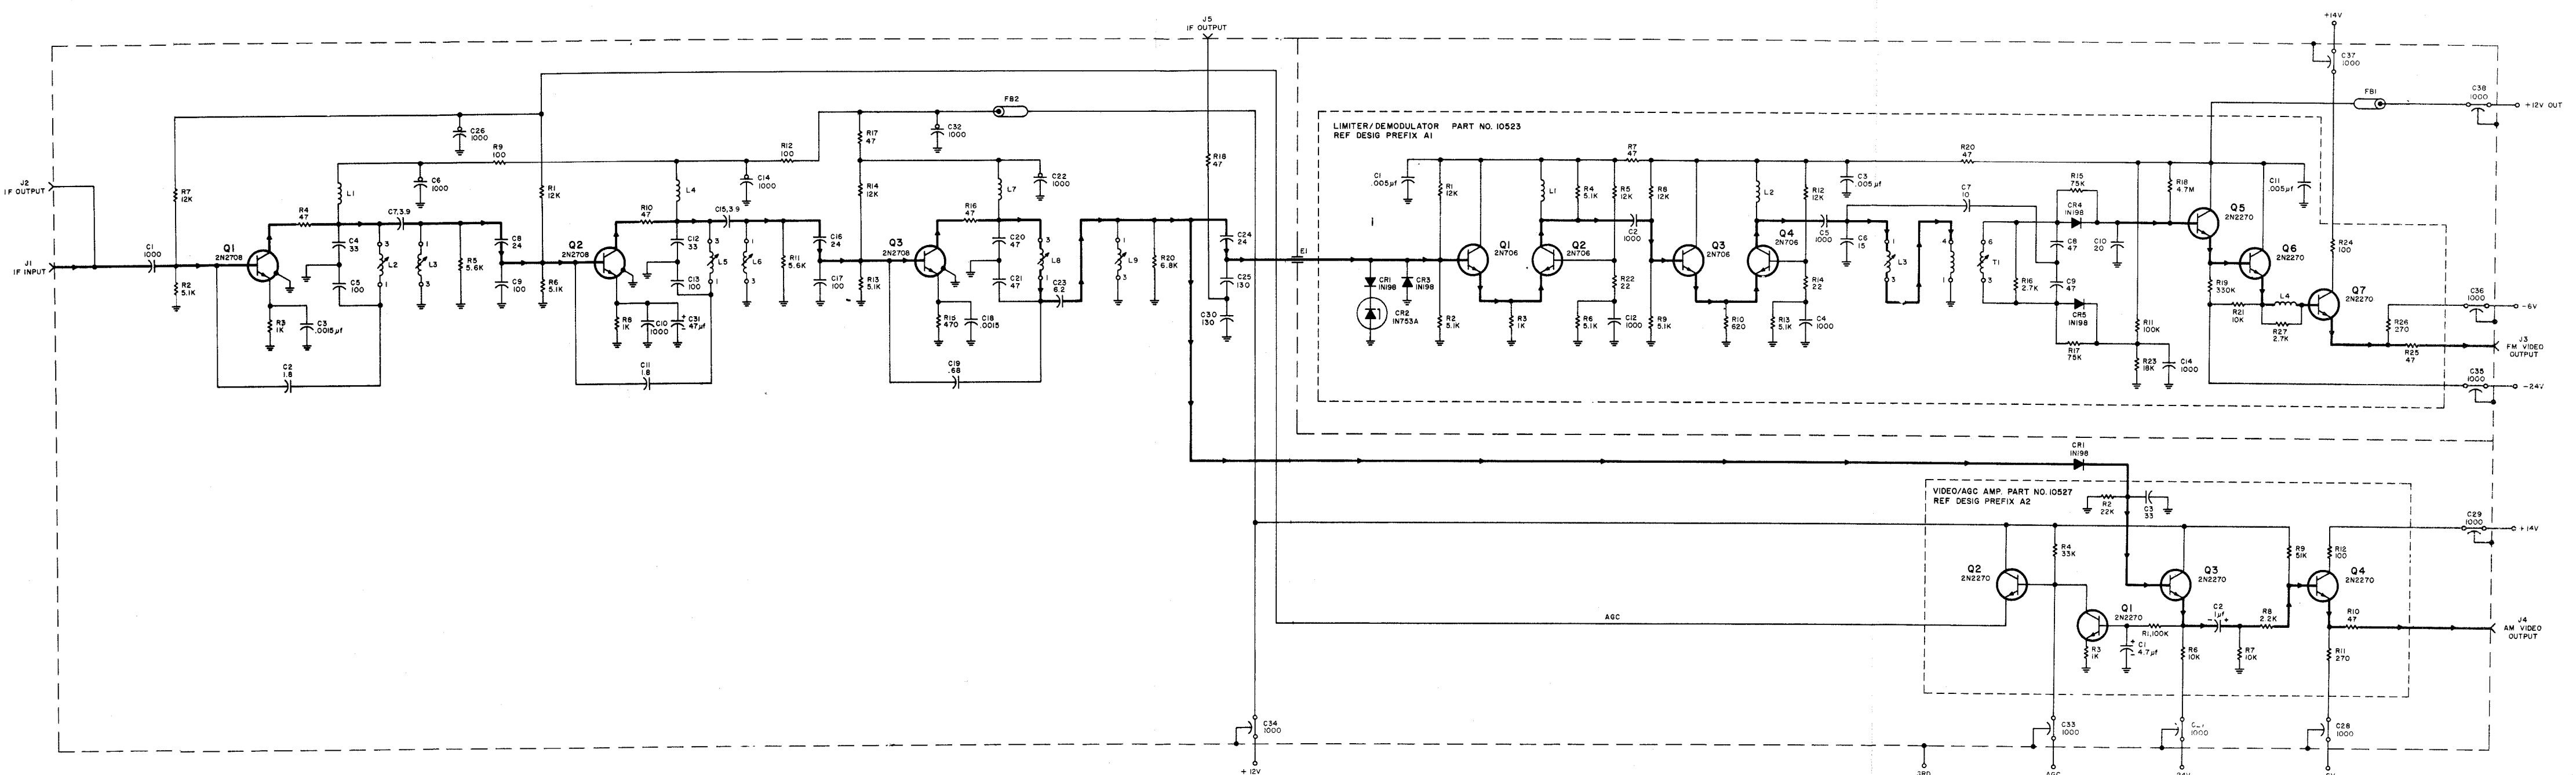 J5
IF OUTPUT
+14V
C37
1000
FB1
C38
1000
+12V OUT
FB2
C26
1000
R17
47
C32
1000
LIMITER/DEMODULATOR PART NO. 10523
REF DESIG PREFIX A1
R9
100
R12
100
R18
47
R7
47
R20
47
J2
IF OUTPUT
R7
12K
L1
C6
1000
R1
12K
L4
C14
1000
R14
12K
L7
C22
1000
C1
.005µf
R1
12K
L1
R4
5.1K
R5
12K
R8
12K
L2
R12
12K
C3
.005µf
C7
10
R15
75K
CR4
IN198
R18
4.7M
C11
.005µf
R4
47
C7,3.9
R10
47
C15,3.9
R16
47
Q5
2N2270
C1
1000
Q1
2N2708
C4
33
L2
L3
R5
5.6K
C8
24
Q2
2N2708
C12
33
L5
L6
R11
5.6K
C16
24
Q3
2N2708
C20
47
L8
L9
R20
6.8K
C24
24
E1
Q1
2N706
Q2
2N706
C2
1000
Q3
2N706
Q4
2N706
C5
1000
C6
15
L3
T1
C8
47
C10
20
Q6
2N2270
R24
100
J1
IF INPUT
R2
5.1K
C5
100
C9
100
R6
5.1K
C13
100
C17
100
R13
5.1K
C21
47
C23
6.2
C25
130
CR1
IN198
CR3
IN198
CR2
IN753A
R22
22
R14
22
R16
2.7K
C9
47
CR5
IN198
R19
330K
L4
R21
10K
R27
2.7K
Q7
2N2270
C36
1000
-6V
R3
1K
C3
.0015µf
R8
1K
C10
1000
C31
47µf
R15
470
C18
.0015
C30
130
R2
5.1K
R3
1K
R6
5.1K
C12
1000
R9
5.1K
R10
620
R13
5.1K
C4
1000
R11
100K
R26
270
R17
75K
R23
18K
C14
1000
R25
47
J3
FM VIDEO
OUTPUT
C2
1.8
C11
1.8
C19
.68
C35
1000
-24V
CR1
IN198
VIDEO/AGC AMP. PART NO. 10527
REF DESIG PREFIX A2
R2
22K
C3
33
C29
1000
+14V
R4
33K
R9
51K
R12
100
Q2
2N2270
Q3
2N2270
Q4
2N2270
AGC
Q1
2N2270
R1,100K
C2
1µf
R8
2.2K
R10
47
J4
AM VIDEO
OUTPUT
R3
1K
C1
4.7µf
R6
10K
R7
10K
R11
270
C34
1000
C33
1000
1000
C28
1000
+12V